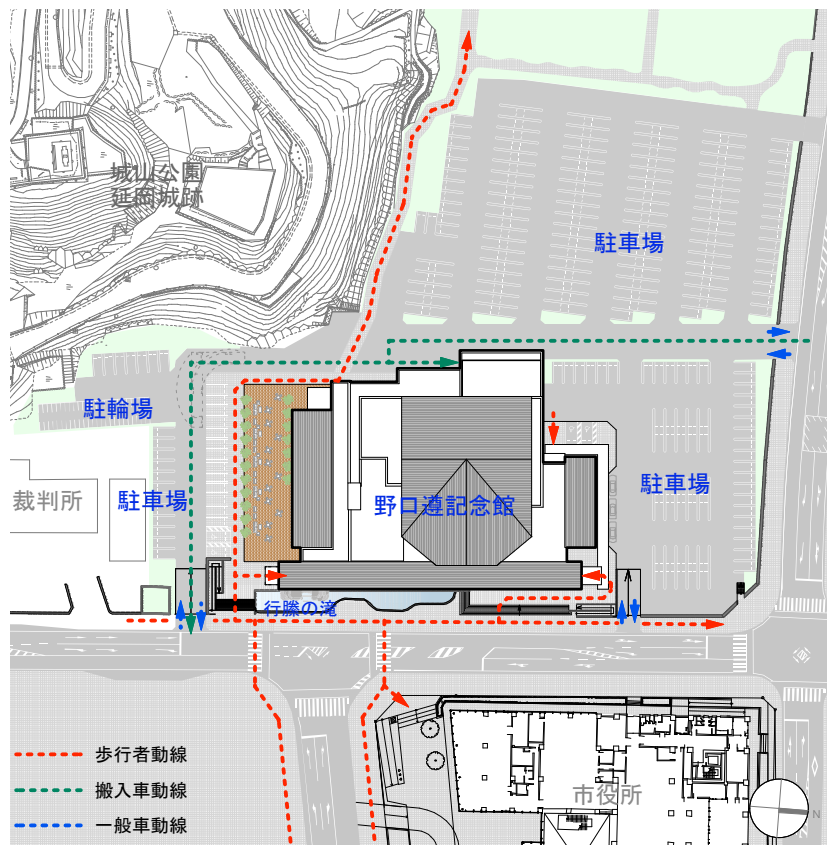 城山公園
延岡城跡
駐車場
駐輪場
裁判所
駐車場
野口遵記念館
駐車場
行縢の滝
歩行者動線
搬入車動線
一般車動線
市役所
N